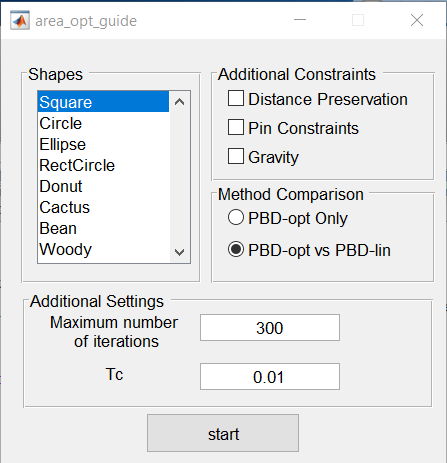 area_opt_guide
Shapes
Square
Circle
Ellipse
RectCircle
Donut
Cactus
Bean
Woody
Additional Constraints
Distance Preservation
Pin Constraints
Gravity
Method Comparison
PBD-opt Only
PBD-opt vs PBD-lin
Additional Settings
Maximum number
of iterations
300
Tc
0.01
start